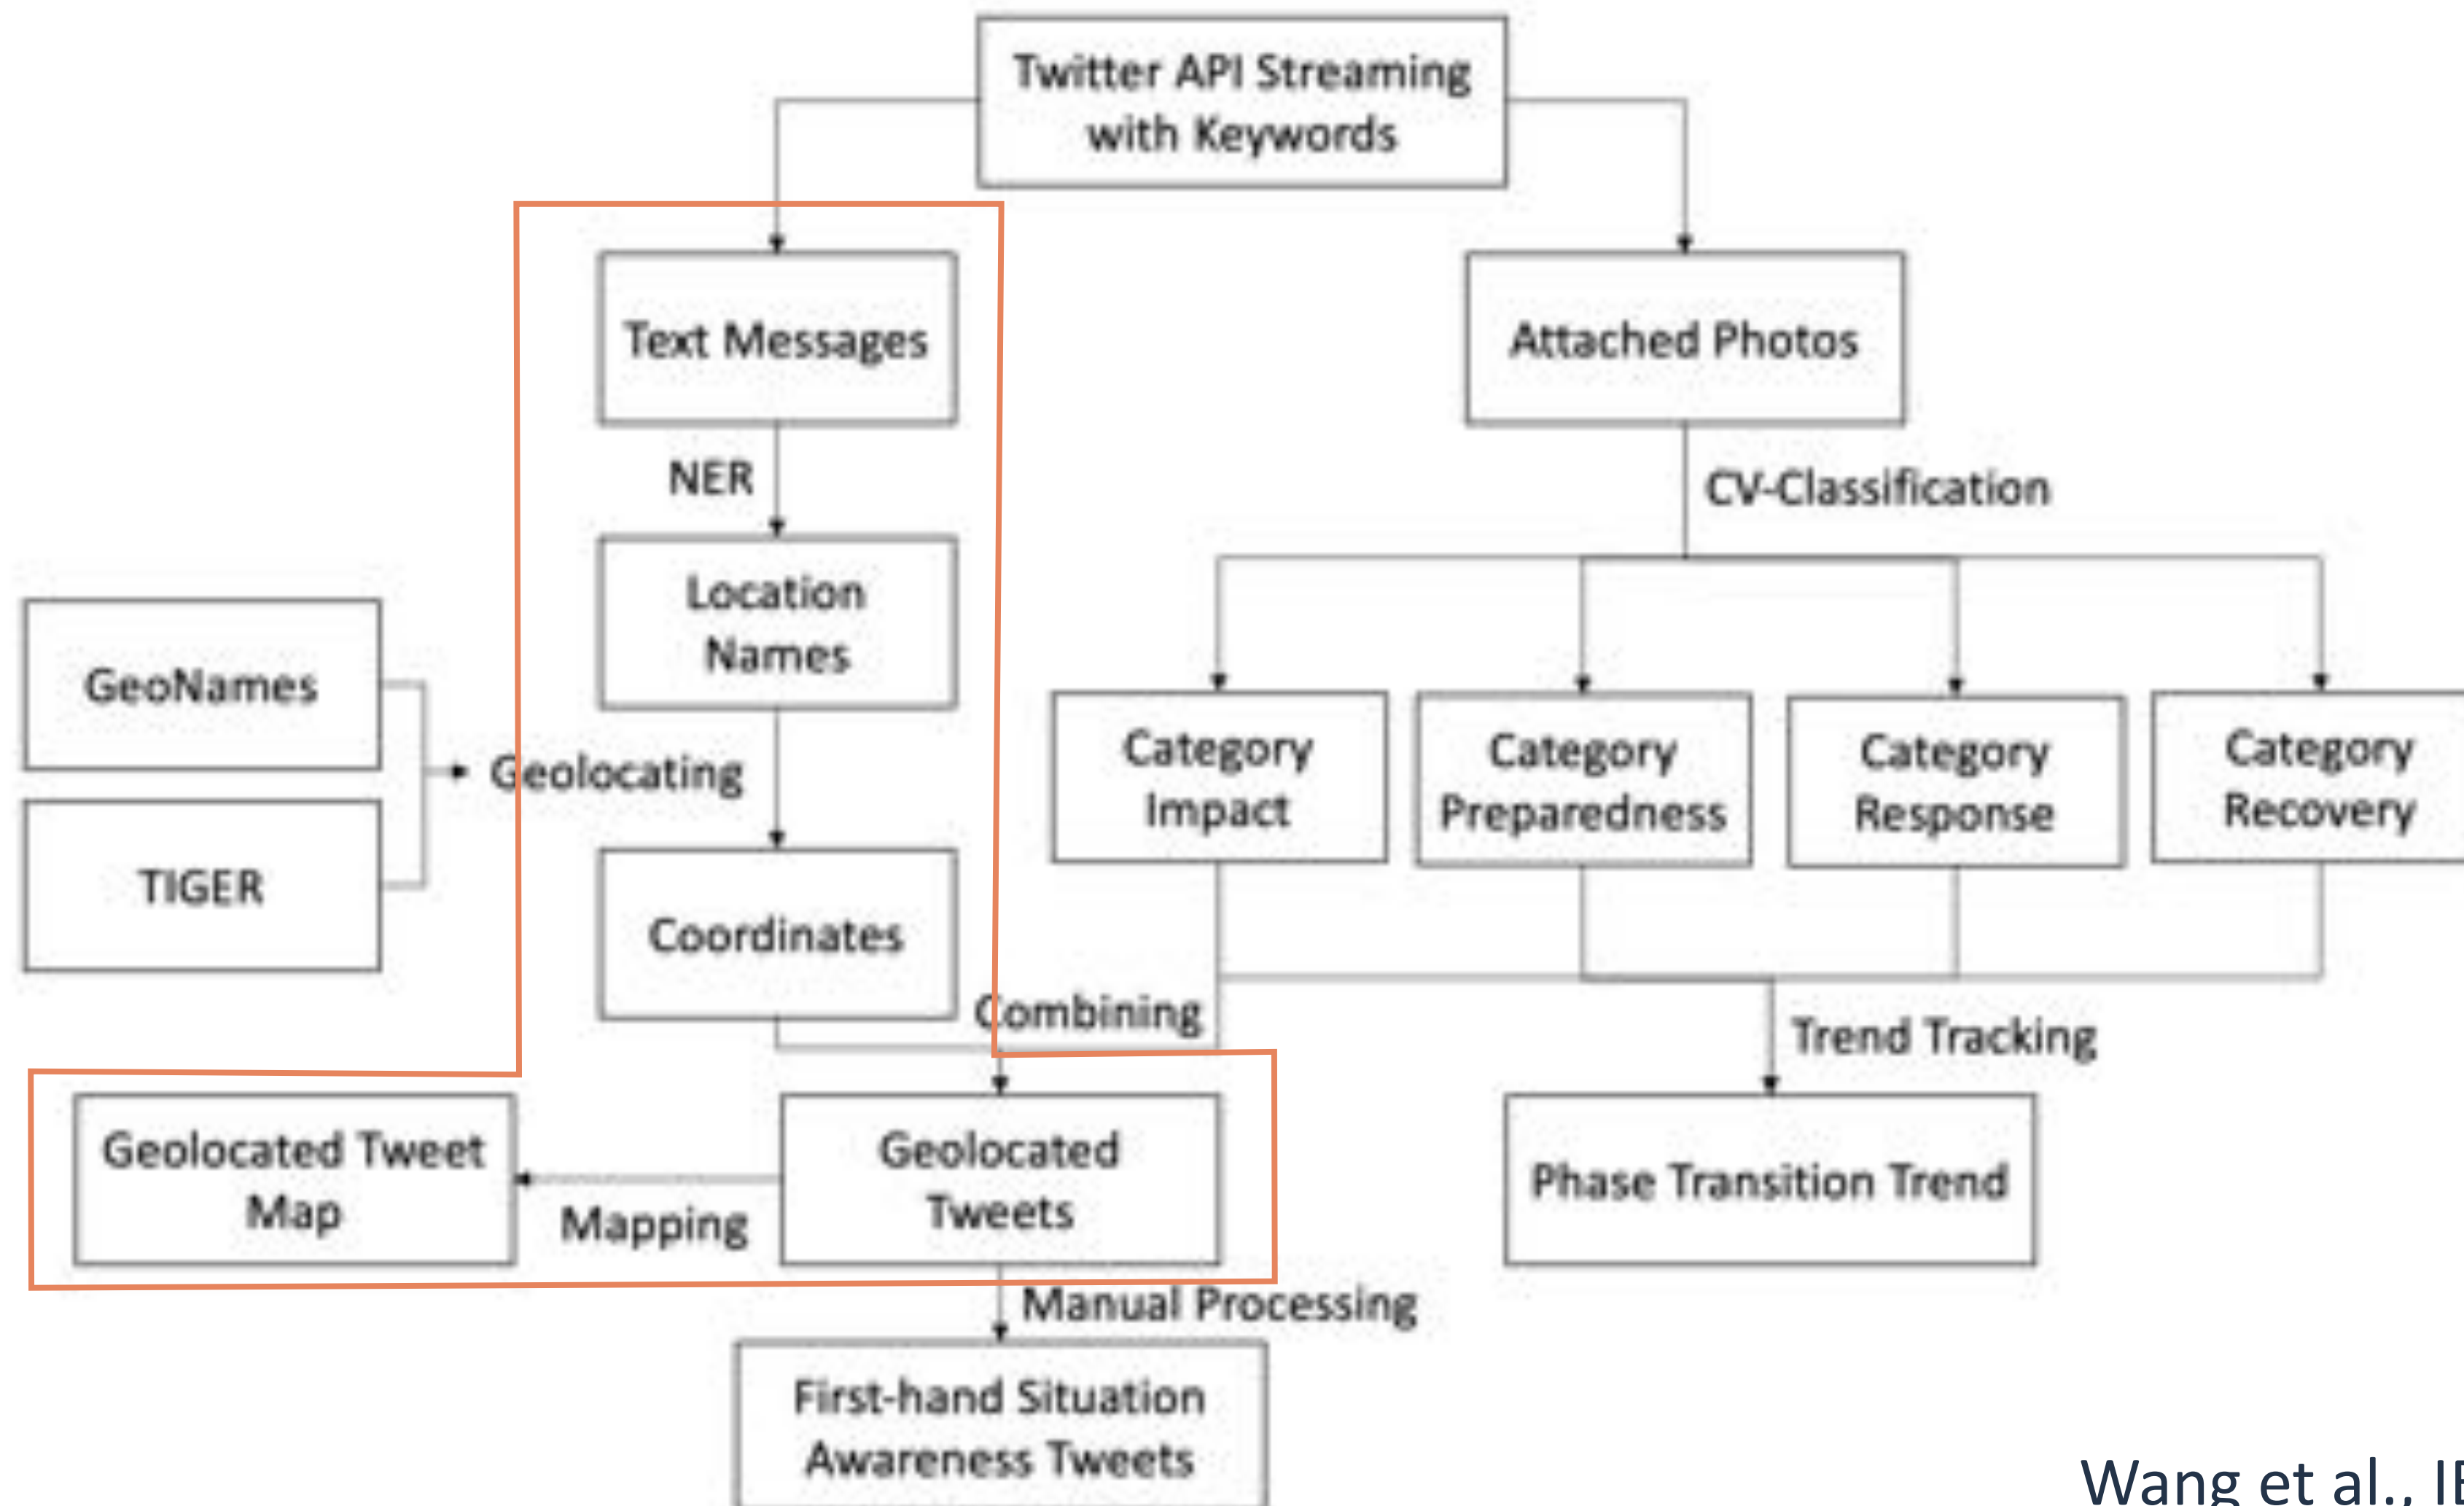 Twitter API Streaming
with Keywords
Text Messages
Attached Photos
NER
CV-Classification
Location
Names
GeoNames
Geolocating
TIGER
Category
Impact
Category
Preparedness
Category
Response
Category
Recovery
Coordinates
Combining
Trend Tracking
Geolocated Tweet
Map
Mapping
Geolocated
Tweets
Phase Transition Trend
Manual Processing
First-hand Situation
Awareness Tweets
Wang et al.,